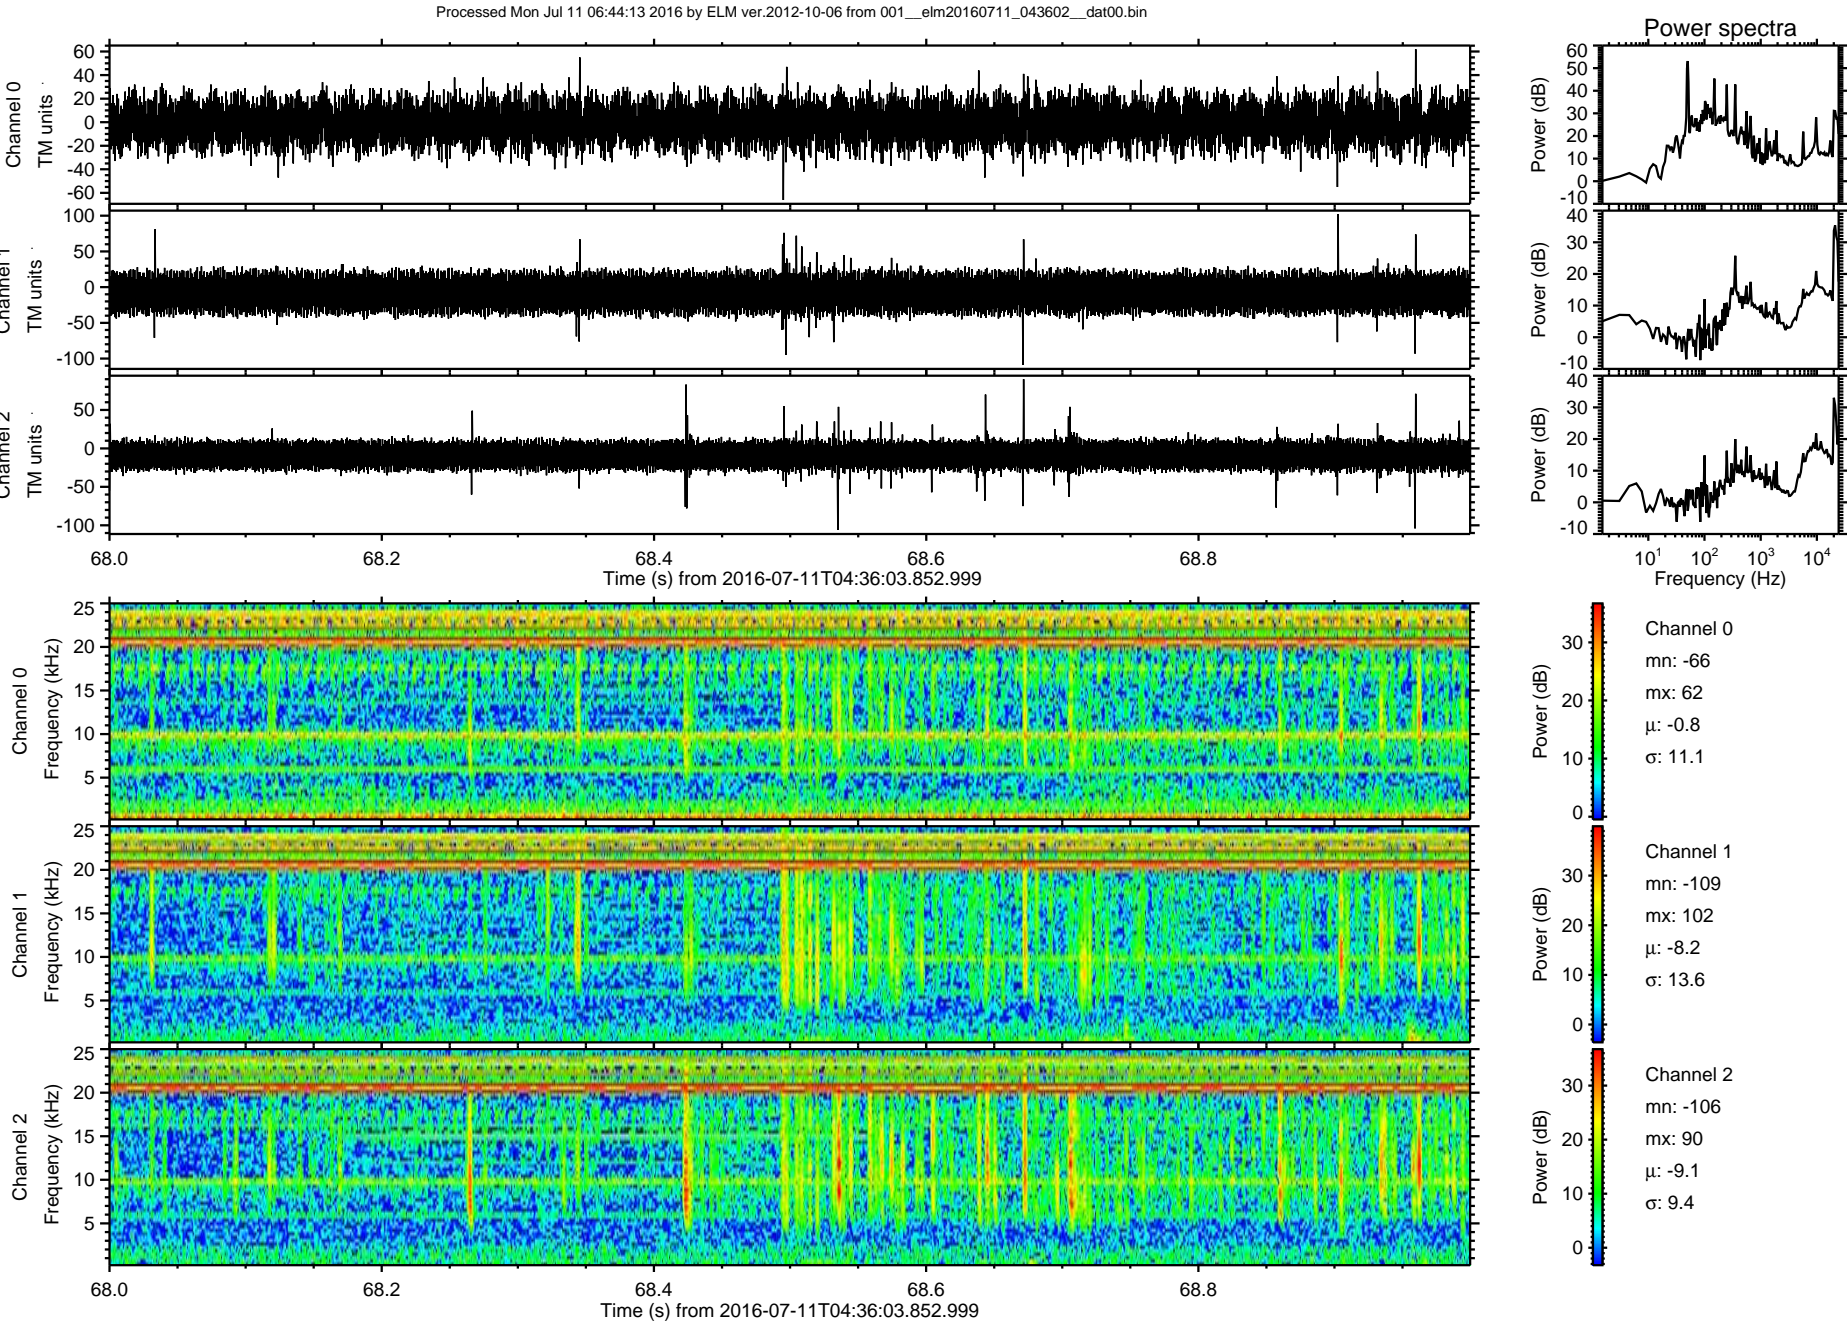 Processed Mon Jul 11 06:44:13 2016 by ELM ver.2012-10-06 from 001__elm20160711_043602__dat00.bin
Power spectra
Channel 0
TM units
60
40
20
0
-20
-40
-60
Power (dB)
60
50
40
30
20
10
0
-10
Channel 1
TM units
100
50
0
-50
-100
Power (dB)
40
30
20
10
0
-10
Channel 2
TM units
50
0
-50
-100
Power (dB)
40
30
20
10
0
-10
68.0 68.2 68.4 68.6 68.8
Time (s) from 2016-07-11T04:36:03.852.999
10¹ 10² 10³ 10⁴
Frequency (Hz)
Channel 0
Frequency (kHz)
25
20
15
10
5
Power (dB)
30
20
10
0
Channel 0
mn: -66
mx: 62
μ: -0.8
σ: 11.1
Channel 1
Frequency (kHz)
25
20
15
10
5
Power (dB)
30
20
10
0
Channel 1
mn: -109
mx: 102
μ: -8.2
σ: 13.6
Channel 2
Frequency (kHz)
25
20
15
10
5
Power (dB)
30
20
10
0
Channel 2
mn: -106
mx: 90
μ: -9.1
σ: 9.4
68.0 68.2 68.4 68.6 68.8
Time (s) from 2016-07-11T04:36:03.852.999